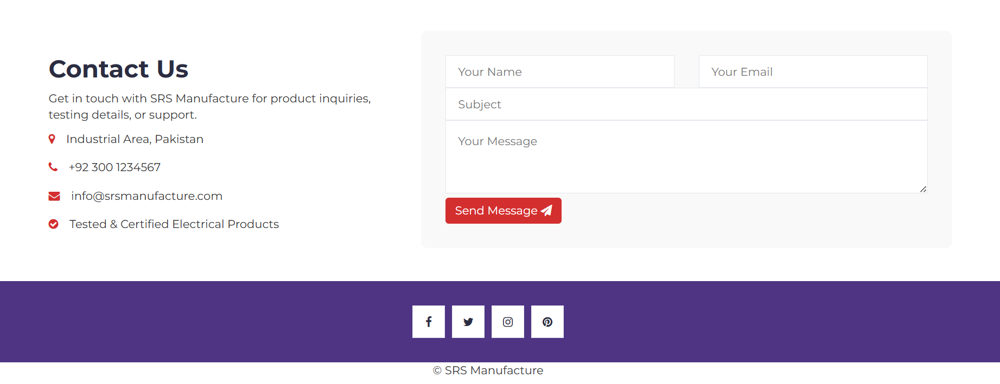 Contact Us
Get in touch with SRS Manufacture for product inquiries,
testing details, or support.
Industrial Area, Pakistan
+92 300 1234567
info@srsmanufacture.com
Tested & Certified Electrical Products
Your Name
Your Email
Subject
Your Message
Send Message
© SRS Manufacture